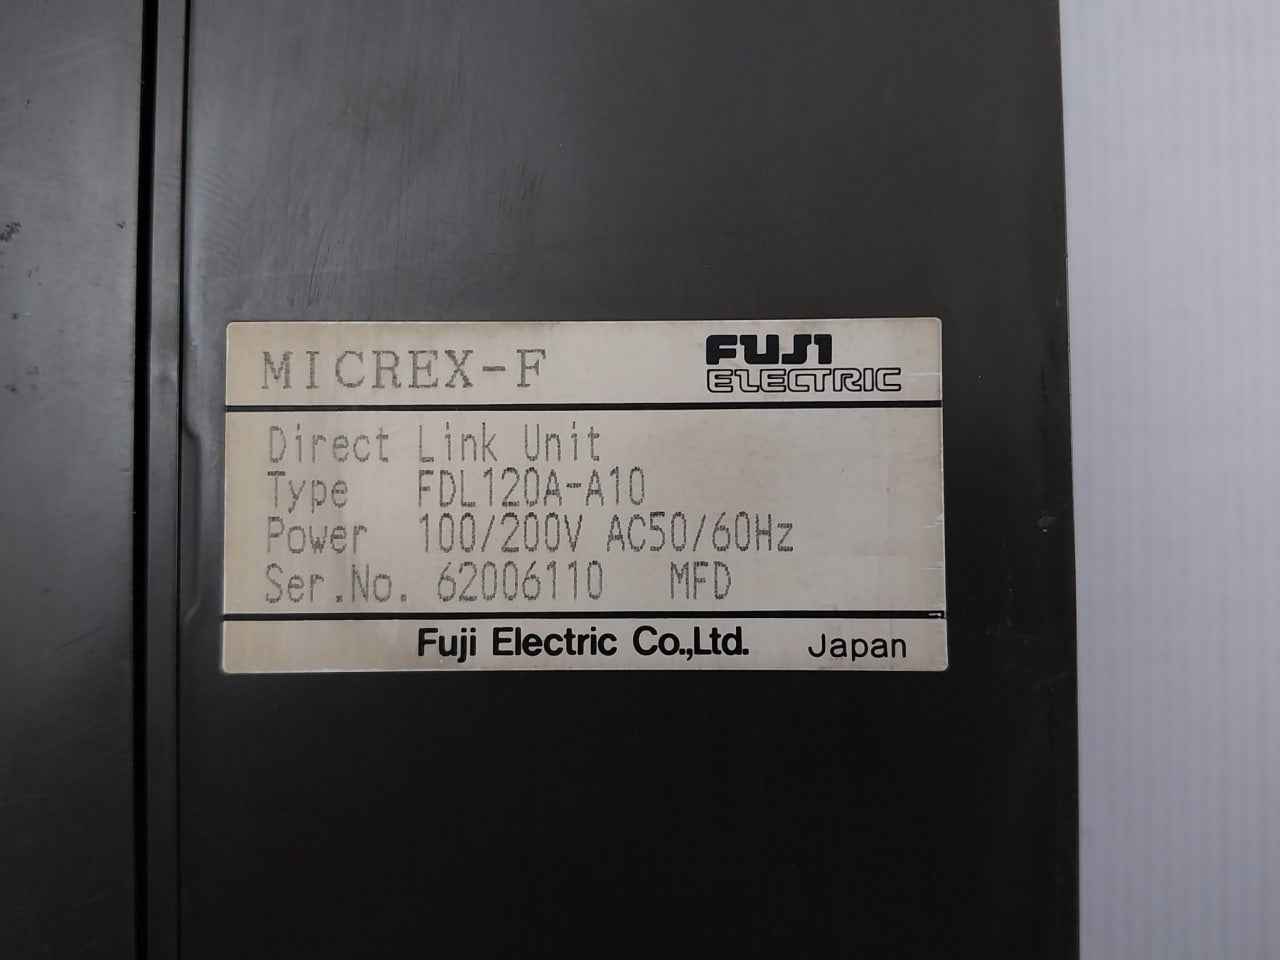 MICREX-F FUJI ELECTRIC
Direct Link Unit
Type FDL120A-A10
Power 100/200V AC50/60Hz
Ser.No. 62006110 MFD
Fuji Electric Co.,Ltd. Japan